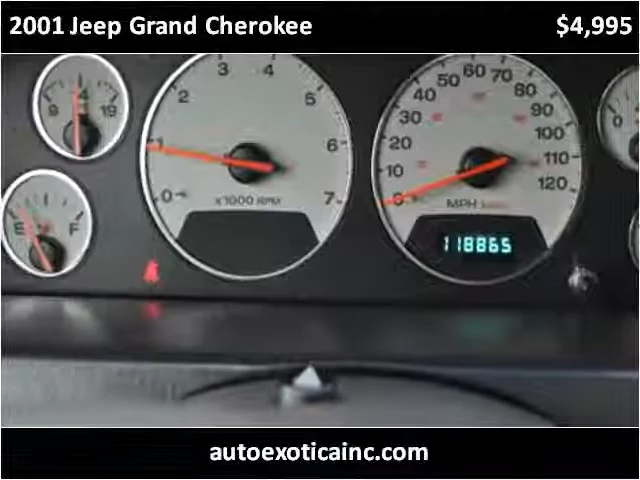 2001 Jeep Grand Cherokee $4,995
3 4
9 19
2 5
1 6
0 X1000 RPM 7
E F
50 60 70
40 80
30 90
20 100
10 110
0 MPH 120
118865
0
autoexoticainc.com